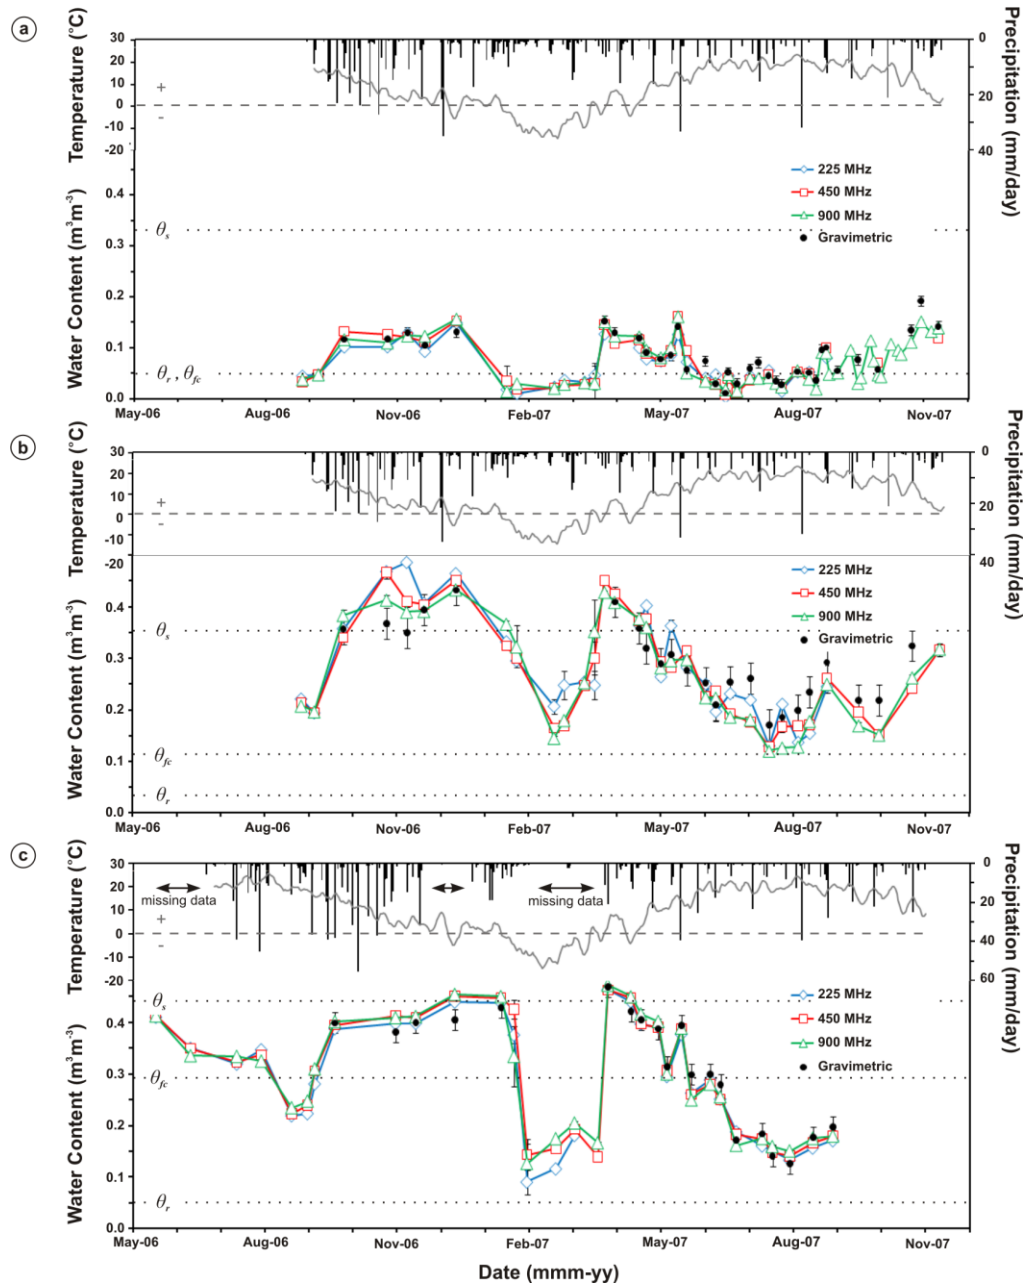 a
Temperature (°C)
30
20
10
0
-10
-20
+
-
0
20
40
Precipitation (mm/day)
Water Content (m³m⁻³)
0.4
0.3
0.2
0.1
0.0
θs
θr , θfc
225 MHz
450 MHz
900 MHz
Gravimetric
May-06
Aug-06
Nov-06
Feb-07
May-07
Aug-07
Nov-07
b
Temperature (°C)
30
20
10
0
-10
-20
+
-
0
20
40
Precipitation (mm/day)
Water Content (m³m⁻³)
0.4
0.3
0.2
0.1
0.0
θs
θfc
θr
225 MHz
450 MHz
900 MHz
Gravimetric
May-06
Aug-06
Nov-06
Feb-07
May-07
Aug-07
Nov-07
c
Temperature (°C)
30
20
10
0
-10
-20
+
-
missing data
missing data
0
20
40
60
Precipitation (mm/day)
Water Content (m³m⁻³)
0.4
0.3
0.2
0.1
0.0
θs
θfc
θr
225 MHz
450 MHz
900 MHz
Gravimetric
May-06
Aug-06
Nov-06
Feb-07
May-07
Aug-07
Nov-07
Date (mmm-yy)